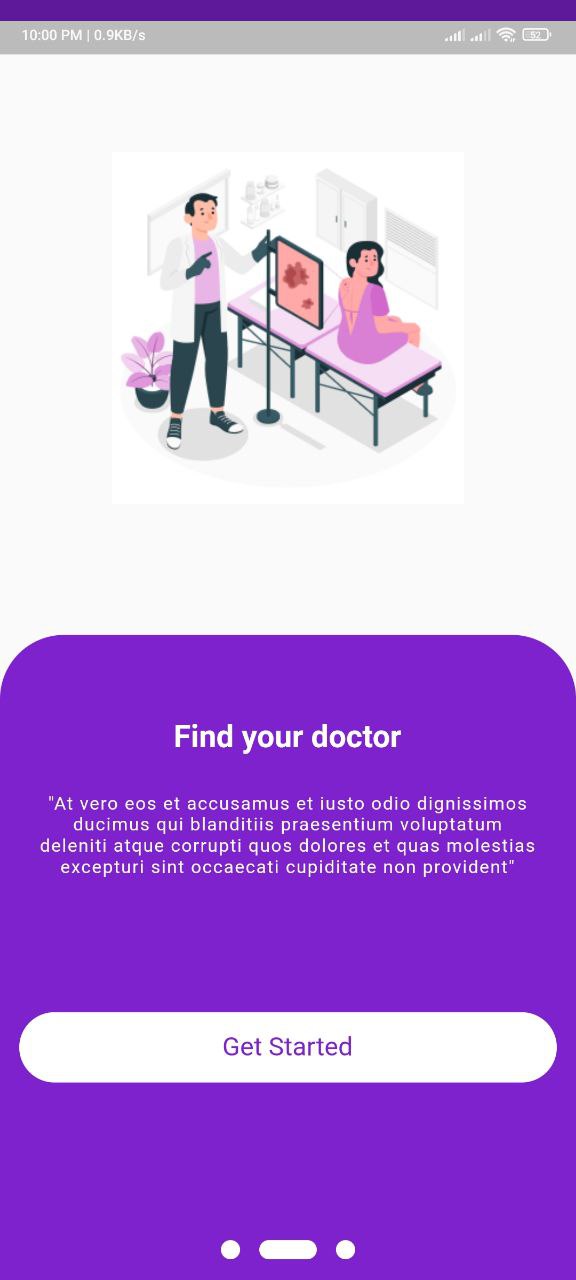 10:00 PM | 0.9KB/s
52
Find your doctor
"At vero eos et accusamus et iusto odio dignissimos
ducimus qui blanditiis praesentium voluptatum
deleniti atque corrupti quos dolores et quas molestias
excepturi sint occaecati cupiditate non provident"
Get Started